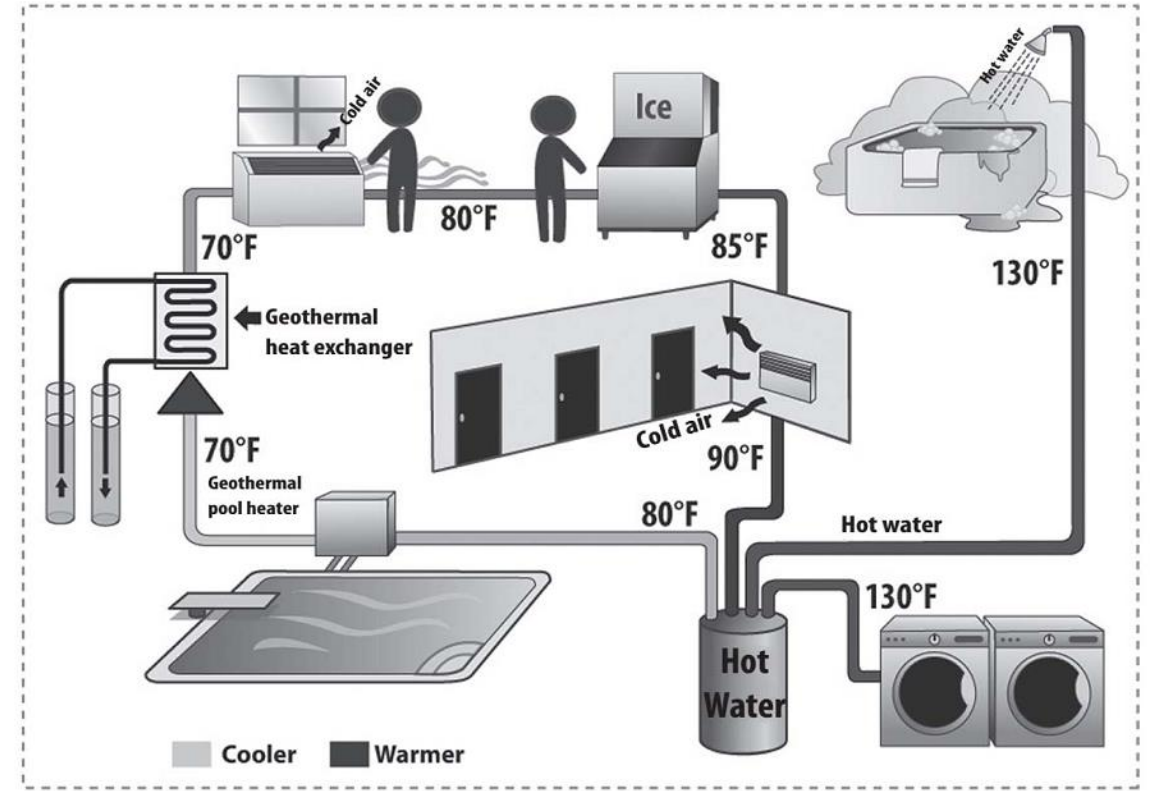 Hot water
Cold air
Ice
70°F
80°F
85°F
130°F
Geothermal
heat exchanger
Cold air
90°F
70°F
Geothermal
pool heater
80°F
Hot water
130°F
Hot
Water
Cooler
Warmer